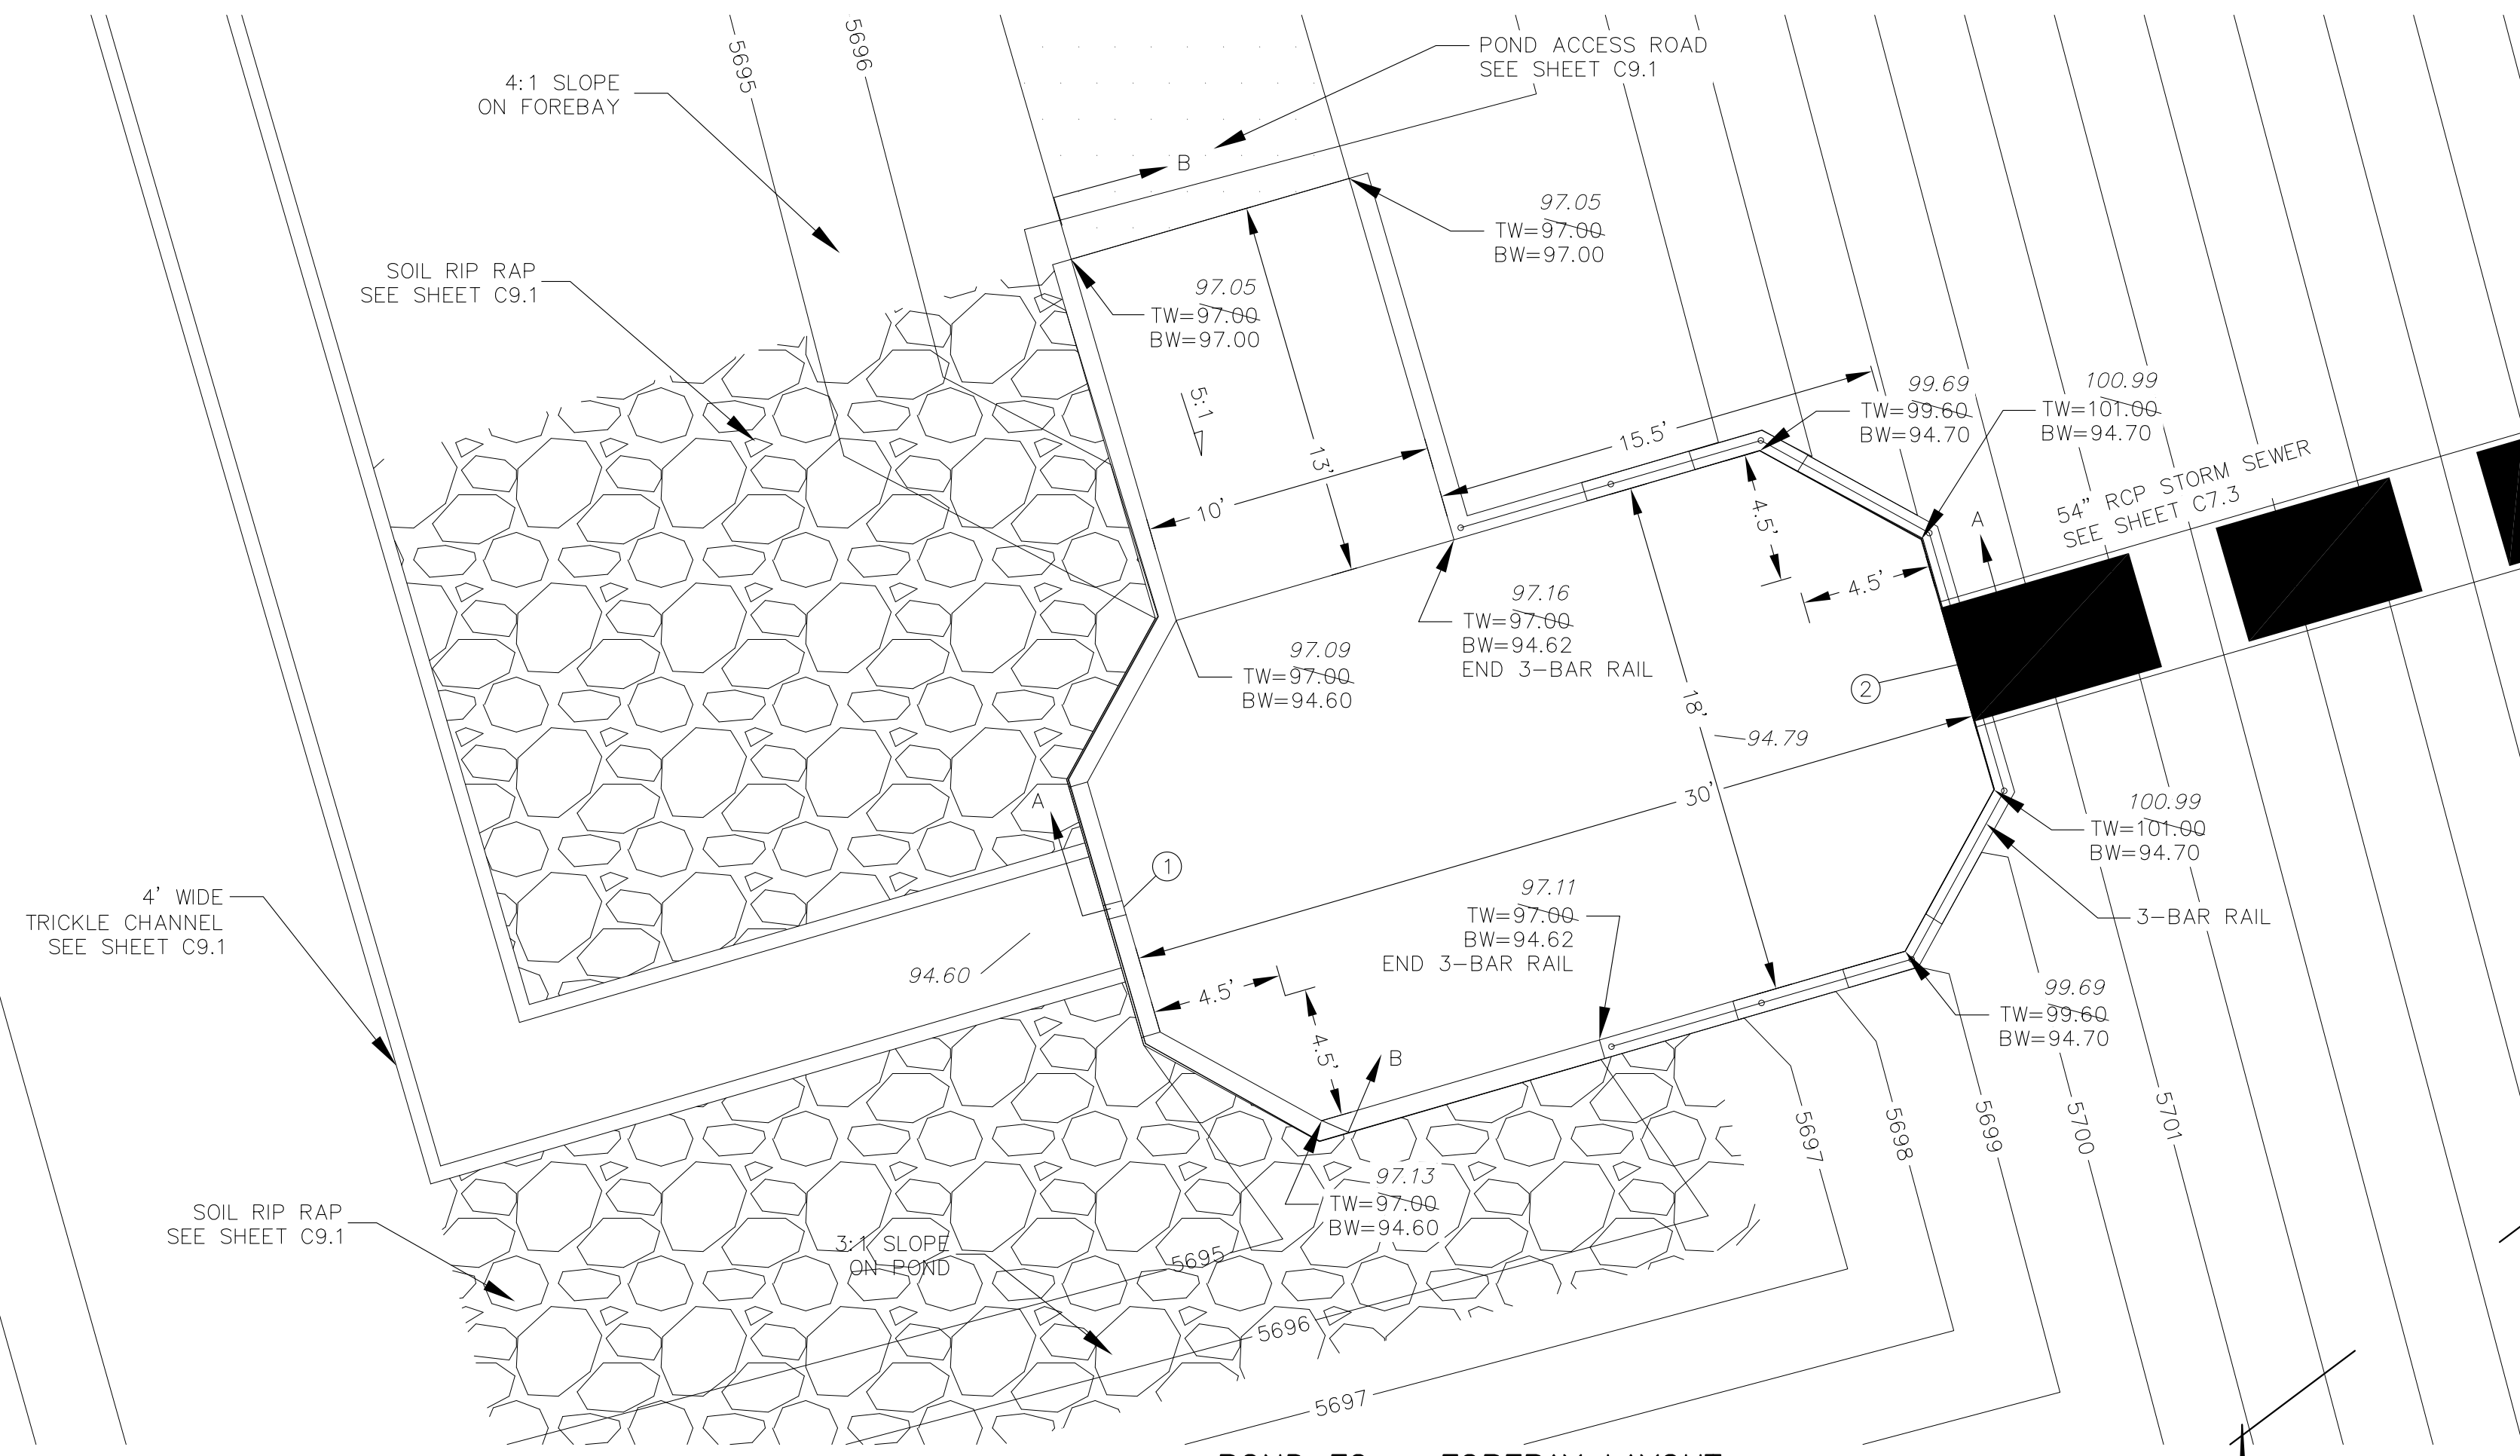 5695
5696
POND ACCESS ROAD
SEE SHEET C9.1
4:1 SLOPE
ON FOREBAY
B
97.05
TW=97.00
BW=97.00
SOIL RIP RAP
SEE SHEET C9.1
97.05
TW=97.00
BW=97.00
5:1
13'
10'
15.5'
99.69
TW=99.60
BW=94.70
100.99
TW=101.00
BW=94.70
54" RCP STORM SEWER
SEE SHEET C7.3
A
4.5'
4.5'
97.16
TW=97.00
BW=94.62
END 3-BAR RAIL
97.09
TW=97.00
BW=94.60
2
18'
94.79
30'
A
1
100.99
TW=101.00
BW=94.70
97.11
TW=97.00
BW=94.62
END 3-BAR RAIL
3-BAR RAIL
4' WIDE
TRICKLE CHANNEL
SEE SHEET C9.1
94.60
4.5'
4.5'
B
99.69
TW=99.60
BW=94.70
5697
5698
5699
5700
5701
97.13
TW=97.00
BW=94.60
SOIL RIP RAP
SEE SHEET C9.1
3:1 SLOPE
ON POND
5695
5696
5697
FOREBAY LAYOUT